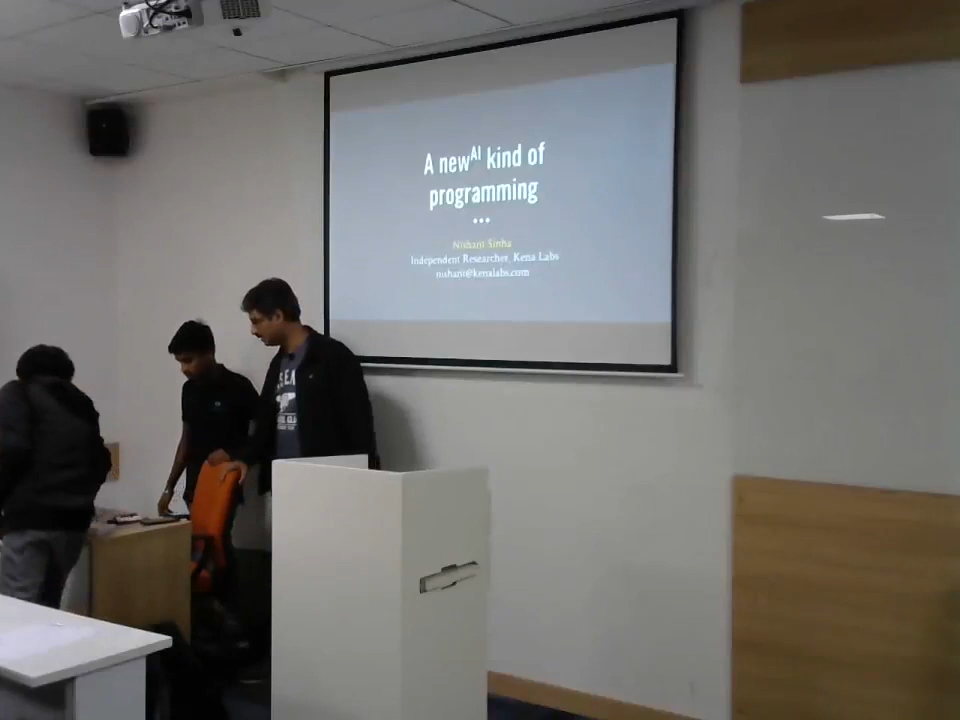 A new^AI kind of
programming
...
Nishant Sinha
Independent Researcher, Kena Labs
nishant@kenalabs.com